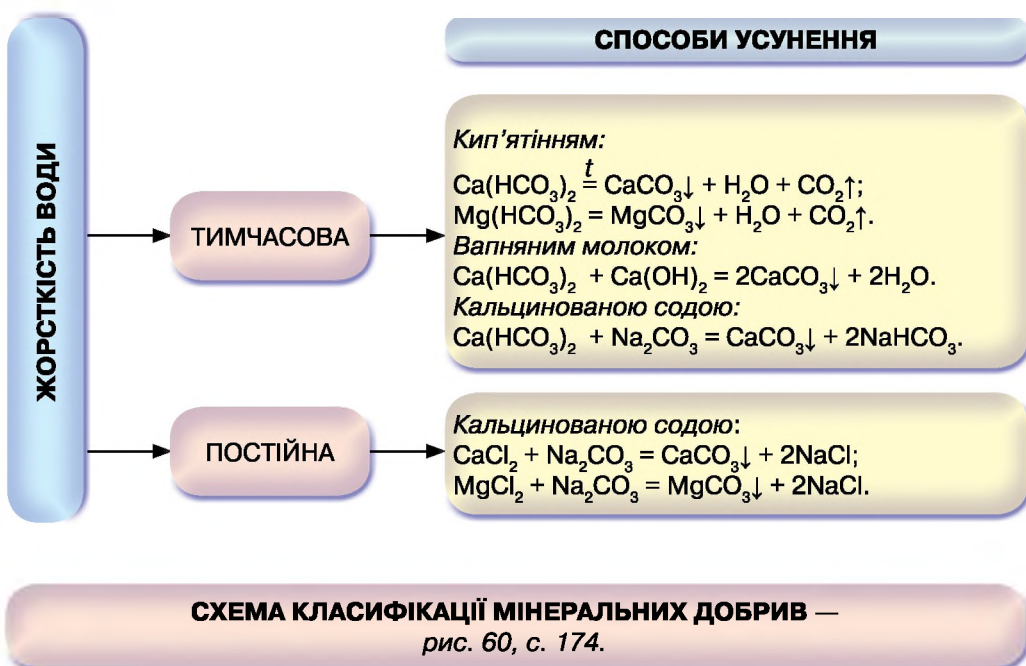 ЖОРСТКІСТЬ ВОДИ
СПОСОБИ УСУНЕННЯ
ТИМЧАСОВА
Кип’ятінням:
t
Ca(HCO₃)₂ = CaCO₃↓ + H₂O + CO₂↑;
Mg(HCO₃)₂ = MgCO₃↓ + H₂O + CO₂↑.
Вапняним молоком:
Ca(HCO₃)₂ + Ca(OH)₂ = 2CaCO₃↓ + 2H₂O.
Кальцинованою содою:
Ca(HCO₃)₂ + Na₂CO₃ = CaCO₃↓ + 2NaHCO₃.
ПОСТІЙНА
Кальцинованою содою:
CaCl₂ + Na₂CO₃ = CaCO₃↓ + 2NaCl;
MgCl₂ + Na₂CO₃ = MgCO₃↓ + 2NaCl.
СХЕМА КЛАСИФІКАЦІЇ МІНЕРАЛЬНИХ ДОБРИВ —
рис. 60, с. 174.